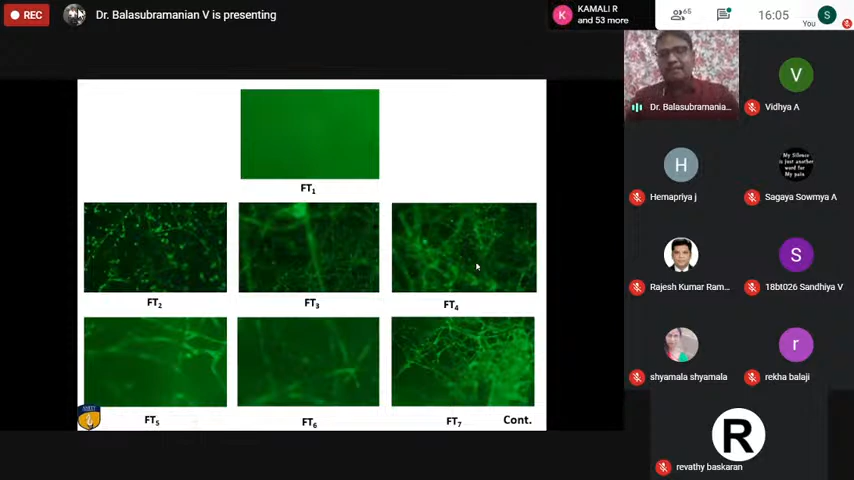 REC
Dr. Balasubramanian V is presenting
K
KAMALI R
and 53 more
65
16:05
You
S
FT1
FT2
FT3
FT4
FT5
FT6
FT7
Cont.
Dr. Balasubramania...
V
Vidhya A
H
Hemapriya j
My Silence
is just another
word for
My pain
Sagaya Sowmya A
Rajesh Kumar Ram...
S
18bt026 Sandhiya V
shyamala shyamala
r
rekha balaji
R
revathy baskaran